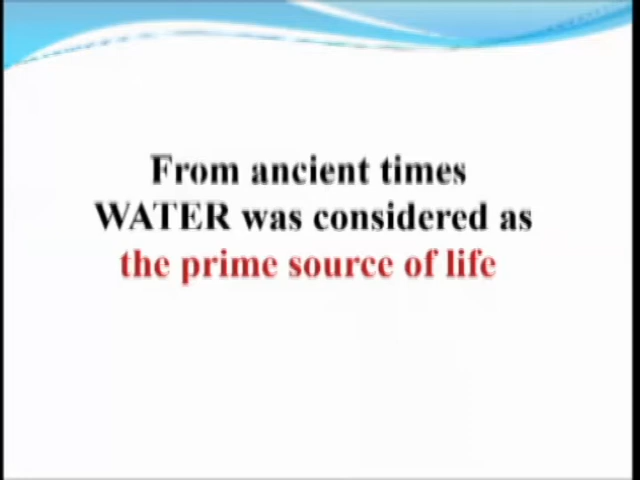 From ancient times
WATER was considered as
the prime source of life